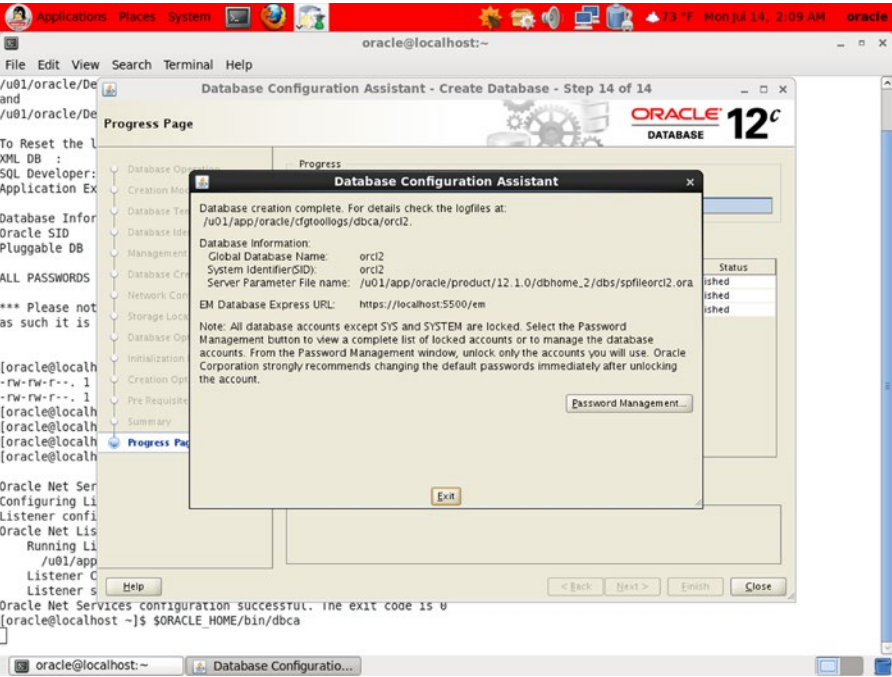 Applications Places System 73 °F Mon Jul 14, 2:09 AM oracle
oracle@localhost:~
File Edit View Search Terminal Help
/u01/oracle/De
and
/u01/oracle/De
To Reset the l
XML DB :
SQL Developer:
Application Ex
Database Infor
Oracle SID
Pluggable DB
ALL PASSWORDS
*** Please not
as such it is
[oracle@localh
-rw-rw-r--. 1
-rw-rw-r--. 1
[oracle@localh
[oracle@localh
[oracle@localh
[oracle@localh
Oracle Net Ser
Configuring Li
Listener confi
Oracle Net Lis
Running Li
/u01/app
Listener C
Listener s
Oracle Net Services configuration successful. The exit code is 0
[oracle@localhost ~]$ $ORACLE_HOME/bin/dbca
Database Configuration Assistant - Create Database - Step 14 of 14
Progress Page
ORACLE DATABASE 12c
Database Operation
Creation Mod
Database Tem
Database Ide
Management
Database Cre
Network Con
Storage Loca
Database Opt
Initialization
Creation Opt
Pre Requisite
Summary
Progress Pag
Progress
Status
ished
ished
ished
Database Configuration Assistant
Database creation complete. For details check the logfiles at:
/u01/app/oracle/cfgtoollogs/dbca/orcl2.
Database Information:
Global Database Name: orcl2
System Identifier(SID): orcl2
Server Parameter File name: /u01/app/oracle/product/12.1.0/dbhome_2/dbs/spfileorcl2.ora
EM Database Express URL: https://localhost:5500/em
Note: All database accounts except SYS and SYSTEM are locked. Select the Password
Management button to view a complete list of locked accounts or to manage the database
accounts. From the Password Management window, unlock only the accounts you will use. Oracle
Corporation strongly recommends changing the default passwords immediately after unlocking
the account.
Password Management...
Exit
Help
< Back Next > Finish Close
oracle@localhost:~ Database Configuratio...